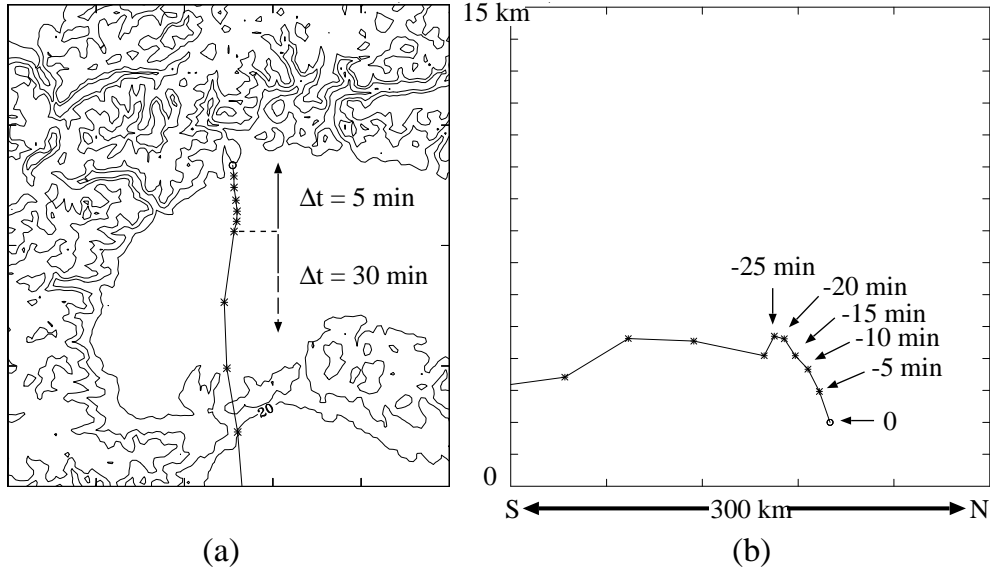 Δt = 5 min
Δt = 30 min
20
(a)
15 km
-25 min
-20 min
-15 min
-10 min
-5 min
0
0
S
300 km
N
(b)